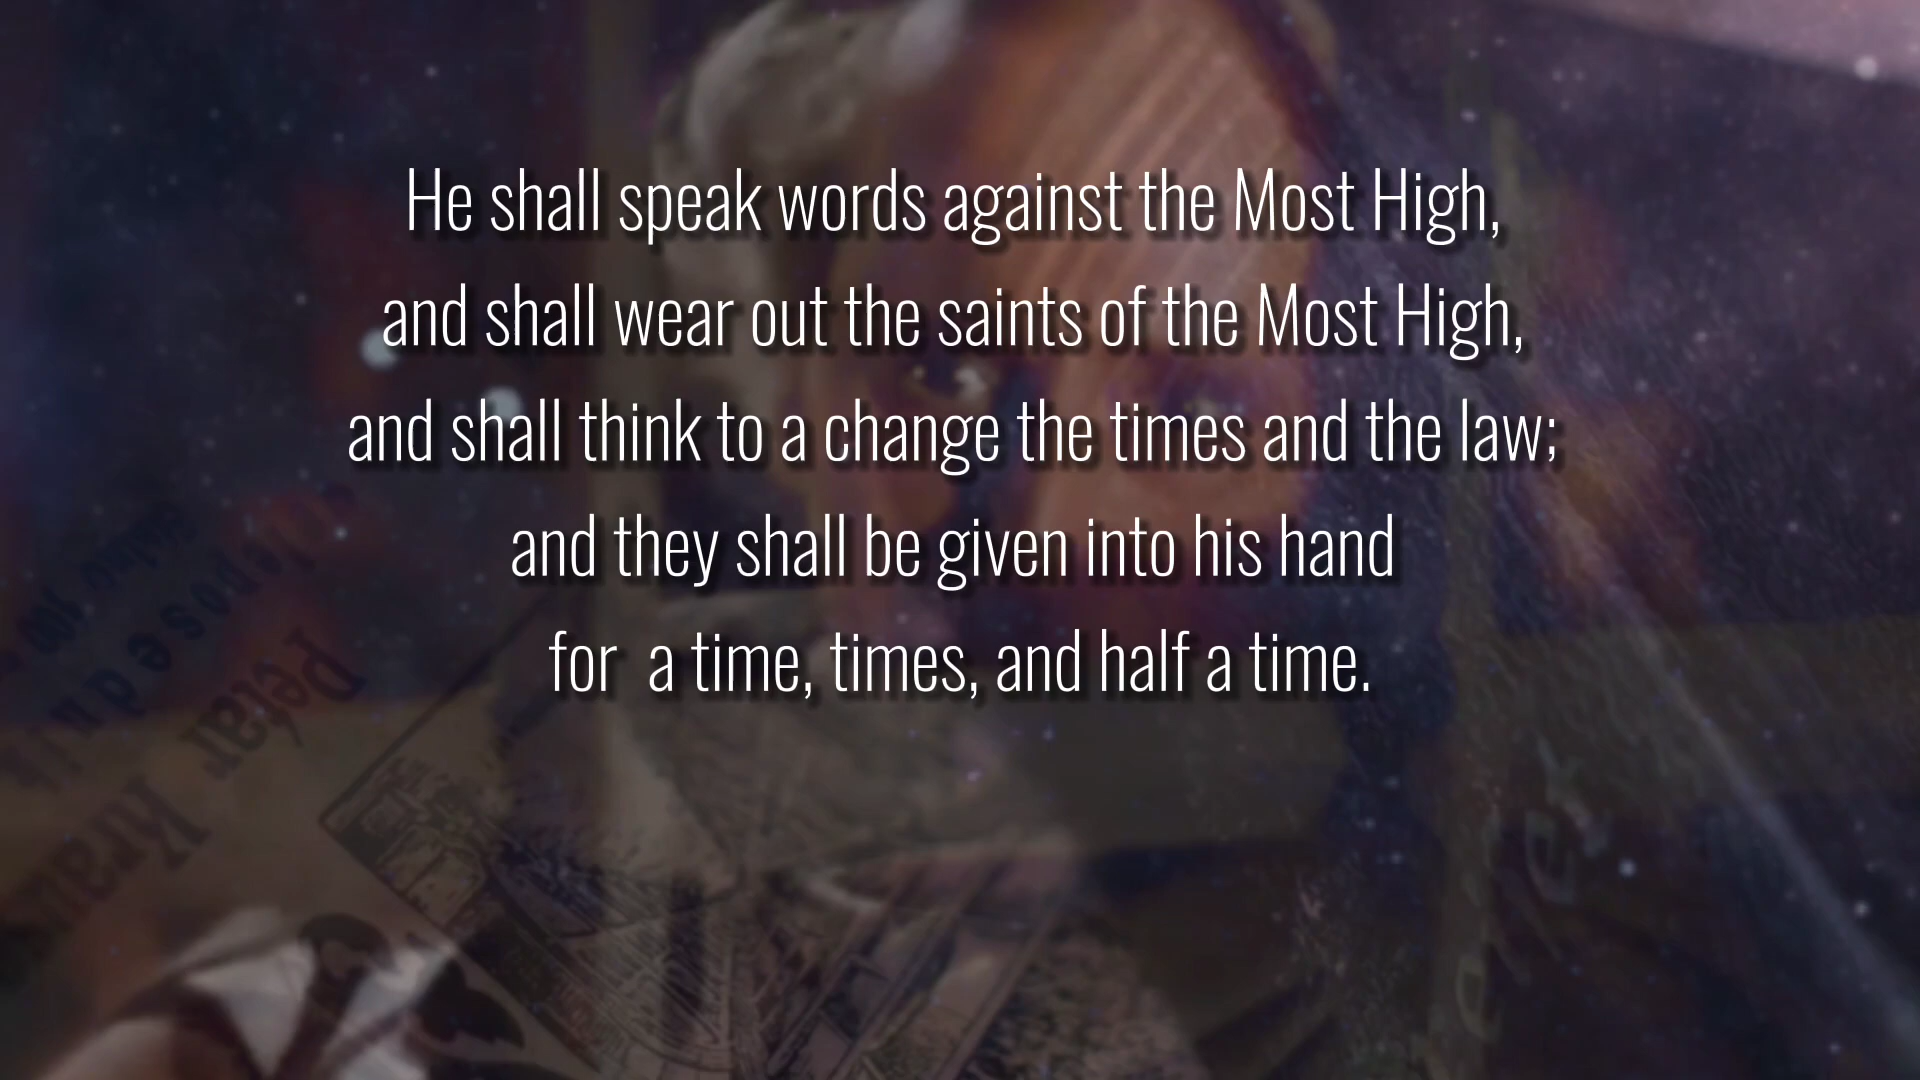 He shall speak words against the Most High,
and shall wear out the saints of the Most High,
and shall think to a change the times and the law;
and they shall be given into his hand
for  a time, times, and half a time.
Petar